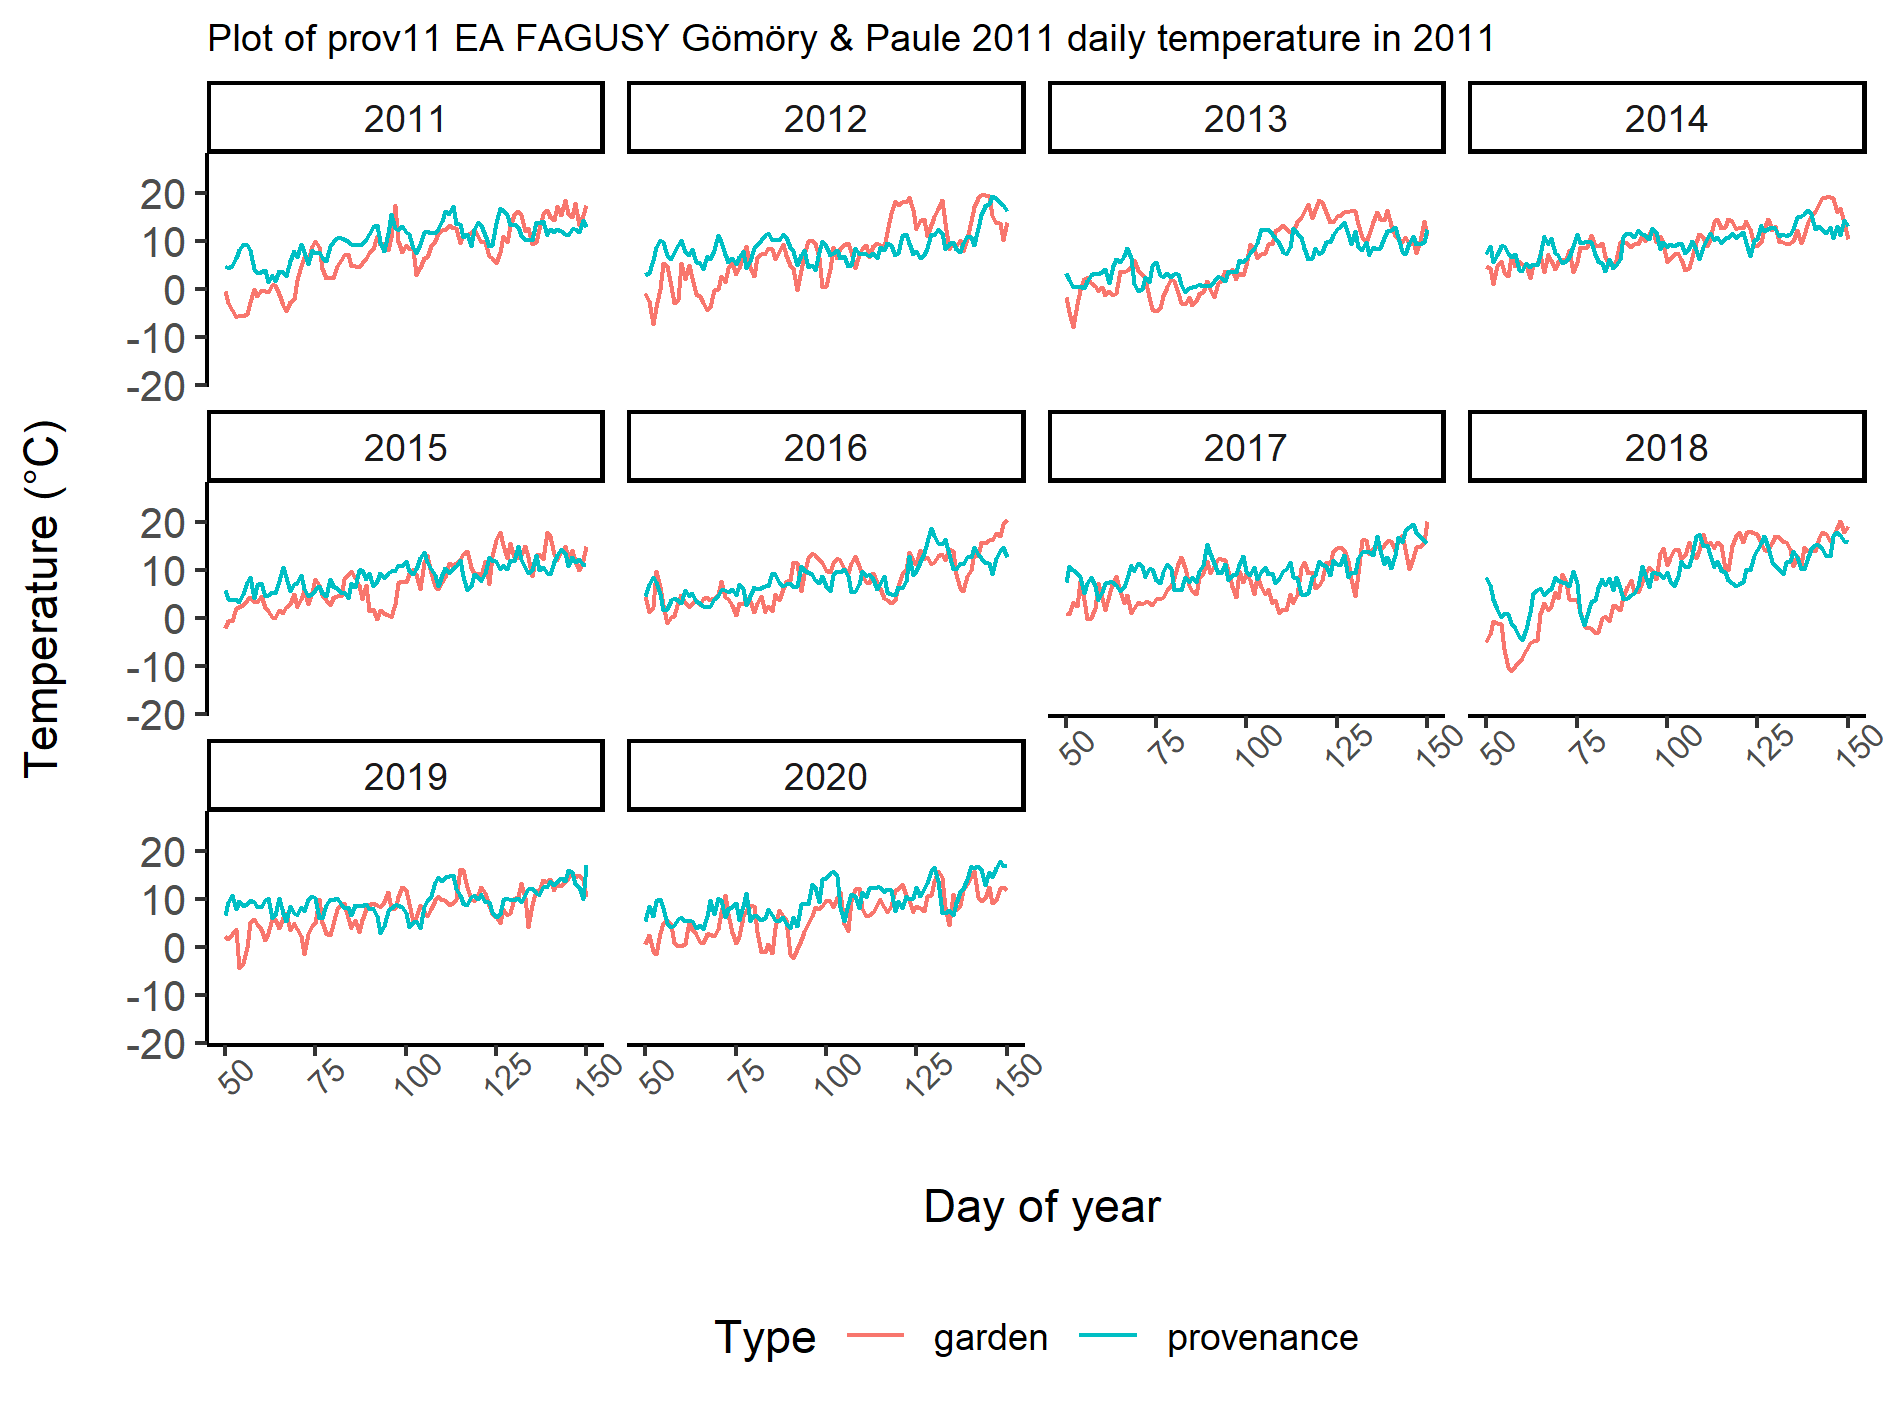 Plot of prov11 EA FAGUSY Gömöry & Paule 2011 daily temperature in 2011
2011 2012 2013 2014
20
10
0
-10
-20
2015 2016 2017 2018
20
10
0
-10
-20
50 75 100 125 150 50 75 100 125 150
2019 2020
20
10
0
-10
-20
50 75 100 125 150 50 75 100 125 150
Temperature (°C)
Day of year
Type garden provenance